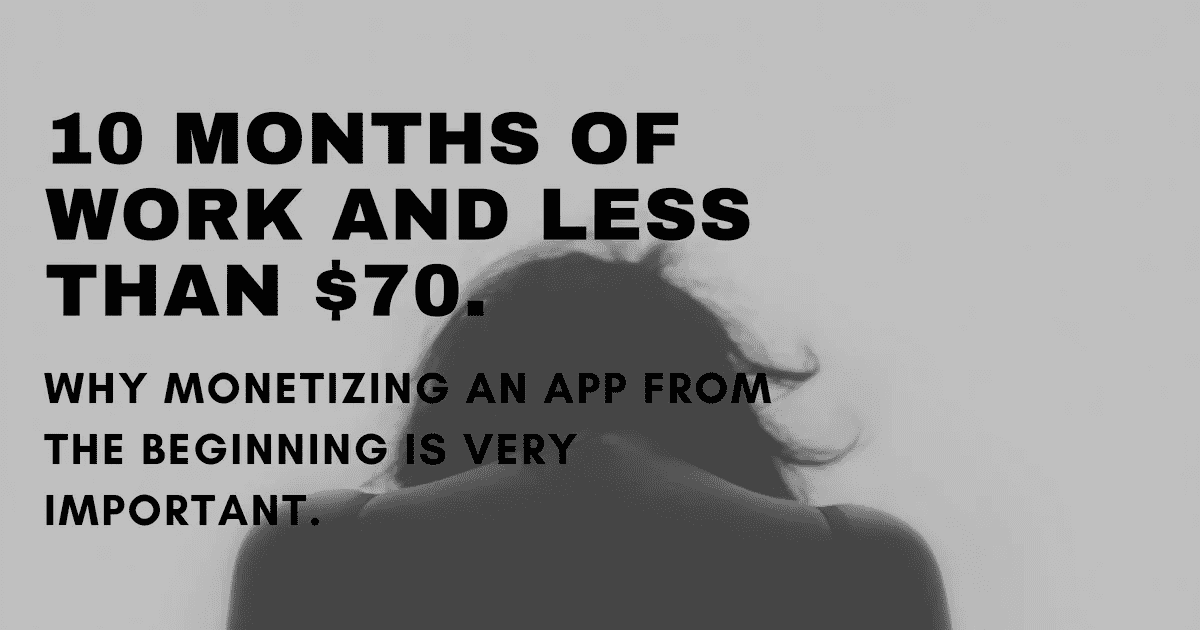 10 MONTHS OF
WORK AND LESS
THAN $70.
WHY MONETIZING AN APP FROM
THE BEGINNING IS VERY
IMPORTANT.